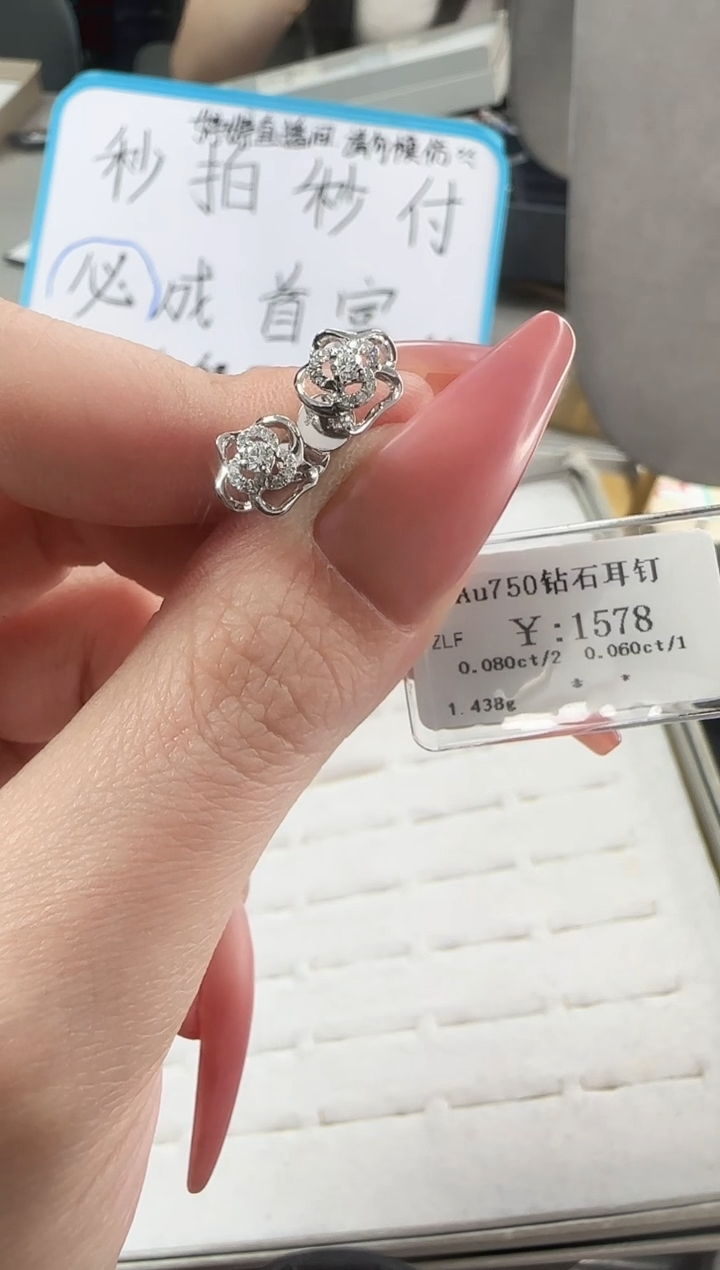 秒拍秒付
必成首富
Au750钻石耳钉
ZLF ￥:1578
0.080ct/2 0.060ct/1
1.438g